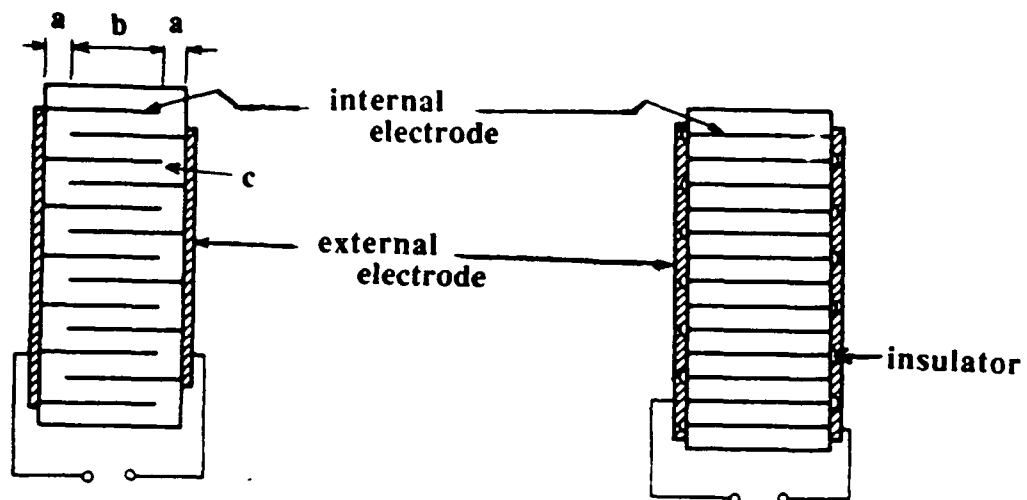 a b a
internal
electrode
c
external
electrode
insulator